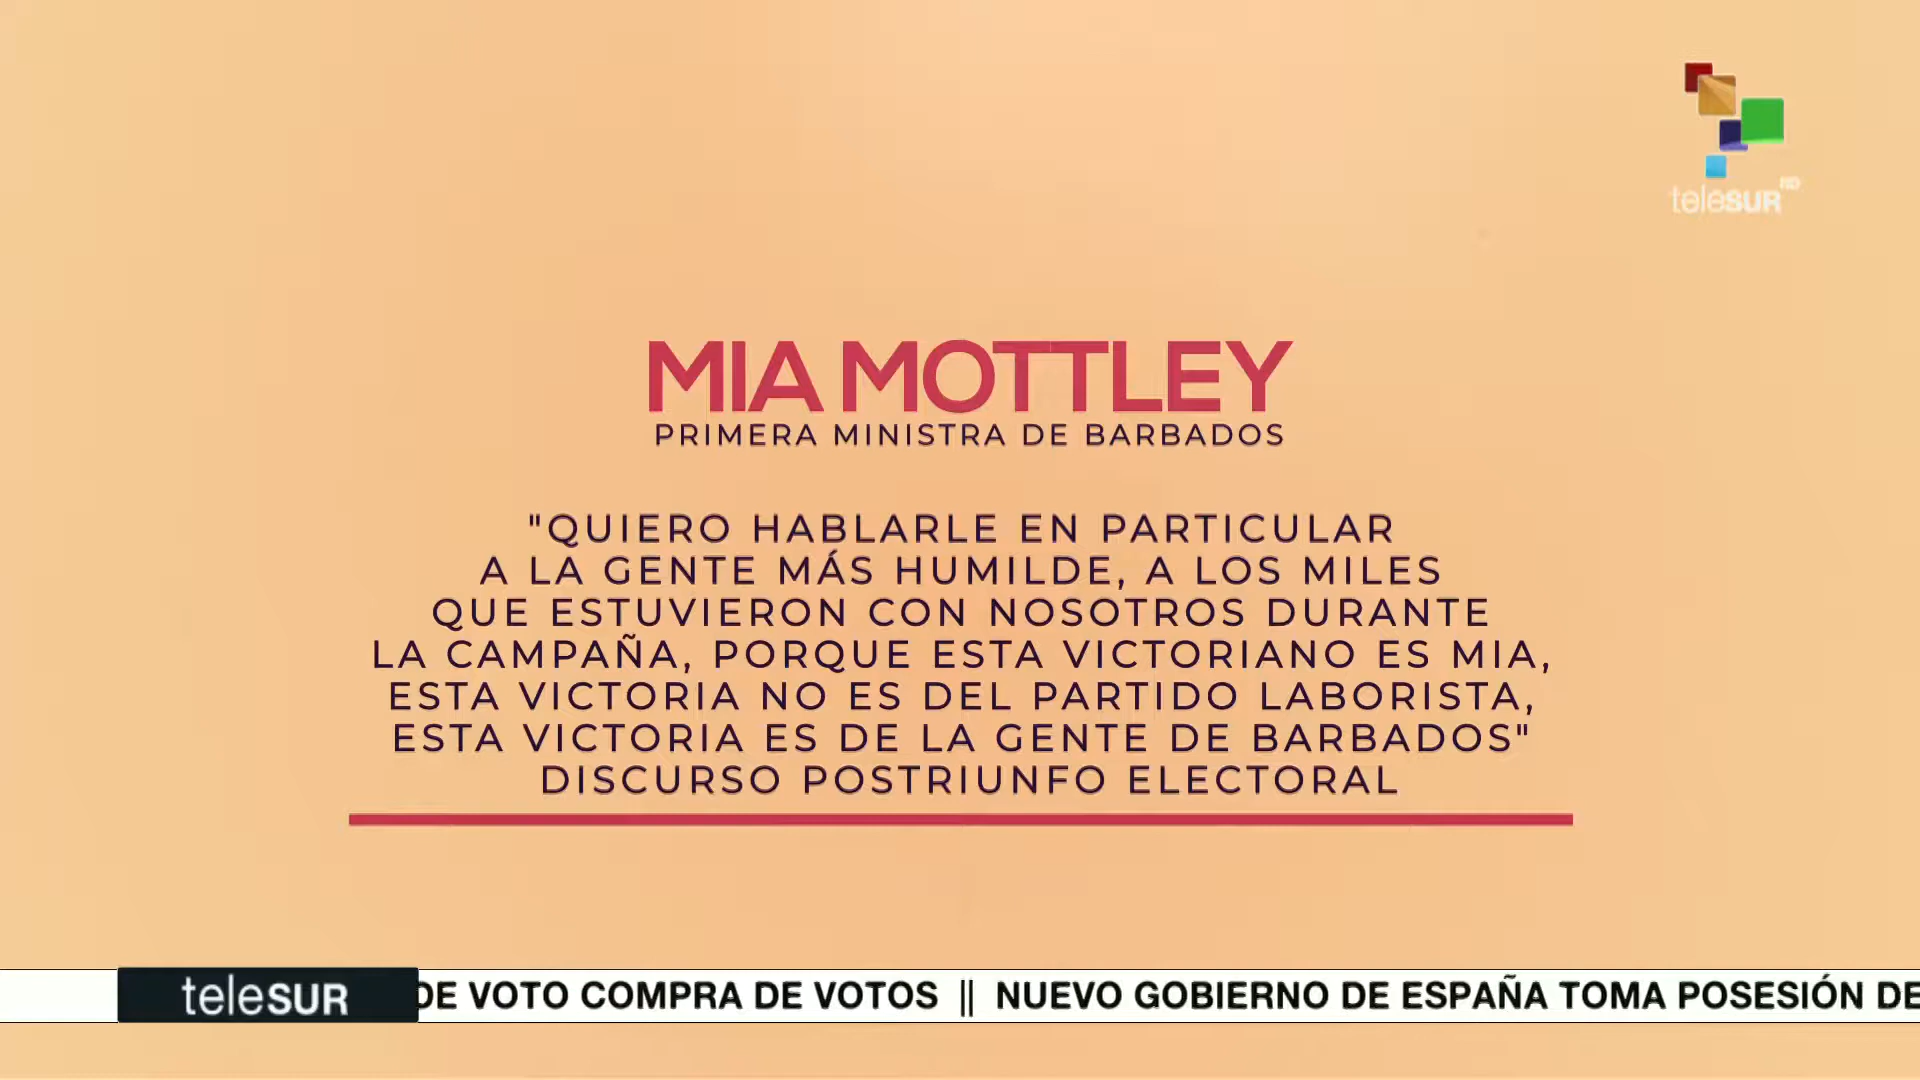 teleSUR HD
MIA MOTTLEY
PRIMERA MINISTRA DE BARBADOS
"QUIERO HABLARLE EN PARTICULAR
A LA GENTE MÁS HUMILDE, A LOS MILES
QUE ESTUVIERON CON NOSOTROS DURANTE
LA CAMPAÑA, PORQUE ESTA VICTORIANO ES MIA,
ESTA VICTORIA NO ES DEL PARTIDO LABORISTA,
ESTA VICTORIA ES DE LA GENTE DE BARBADOS"
DISCURSO POSTRIUNFO ELECTORAL
teleSUR DE VOTO COMPRA DE VOTOS || NUEVO GOBIERNO DE ESPAÑA TOMA POSESIÓN DE